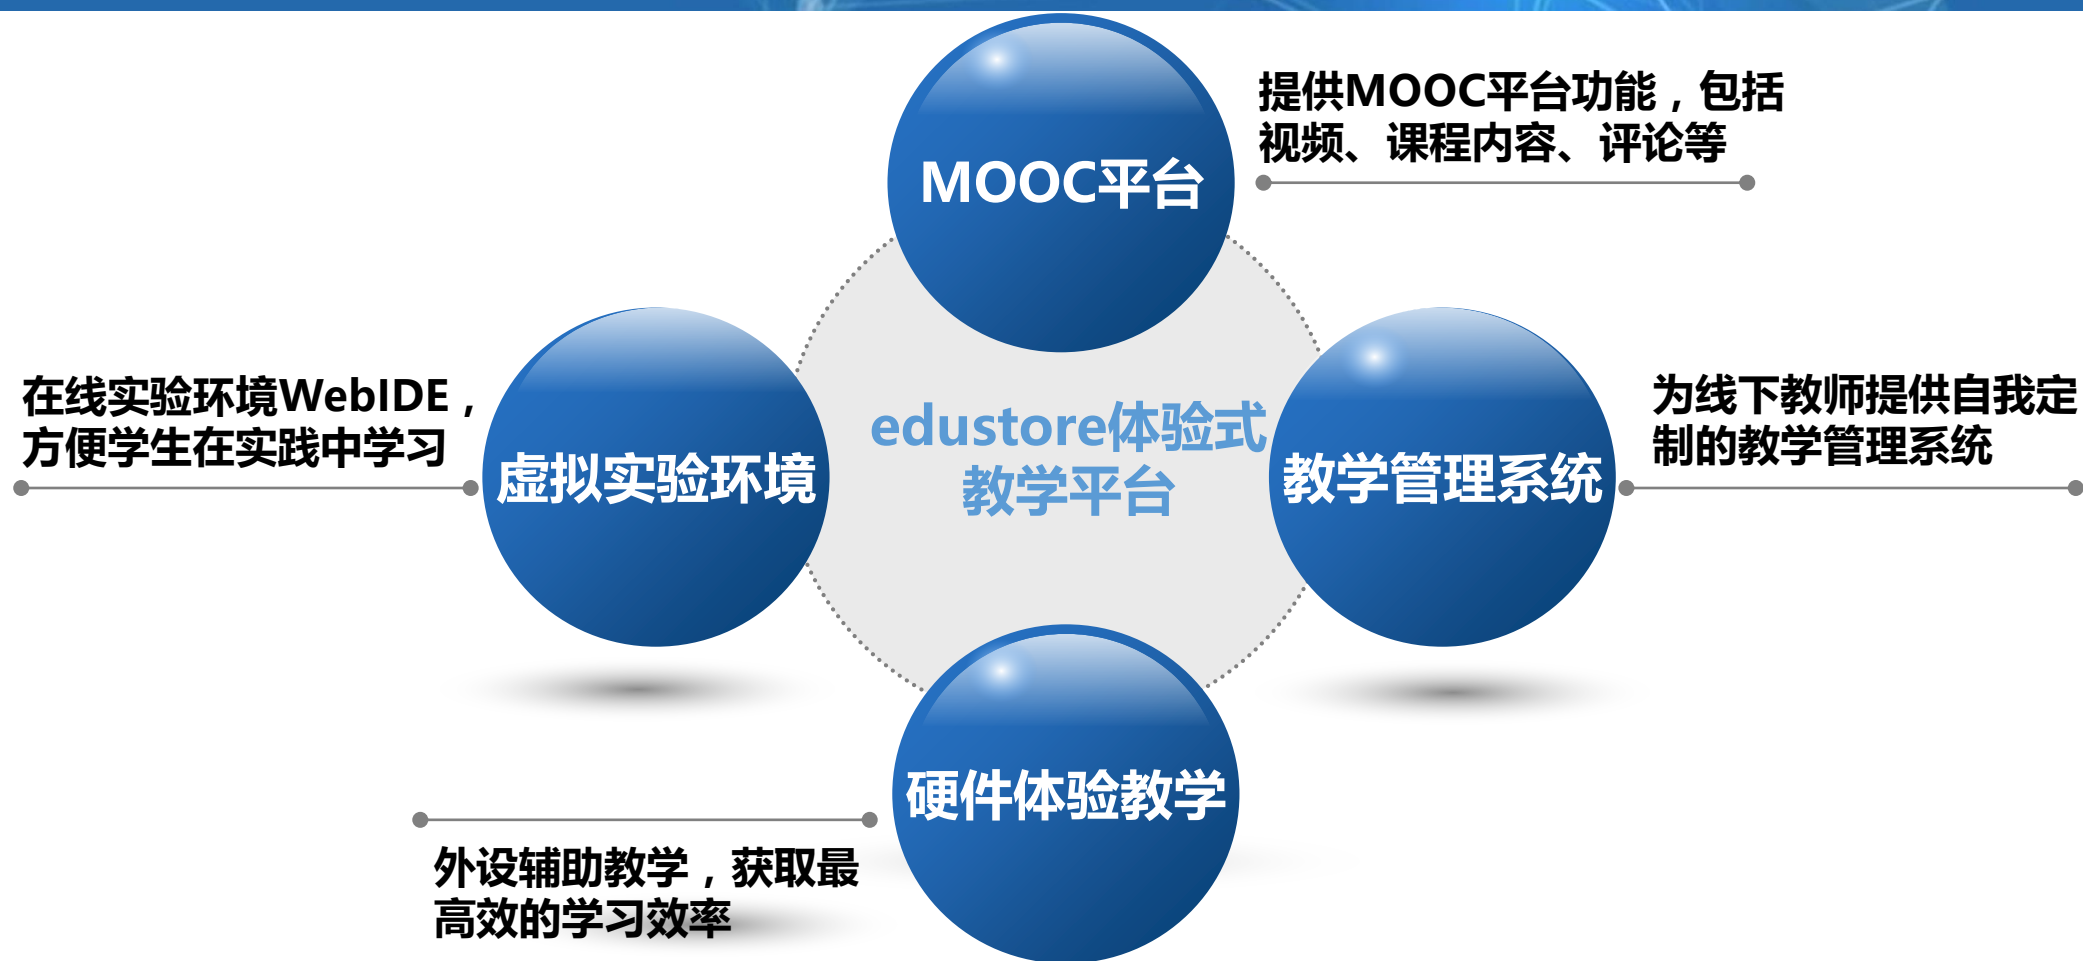 提供MOOC平台功能，包括
视频、课程内容、评论等
MOOC平台
在线实验环境WebIDE，
方便学生在实践中学习
虚拟实验环境
edustore体验式
教学平台
教学管理系统
为线下教师提供自我定
制的教学管理系统
硬件体验教学
外设辅助教学，获取最
高效的学习效率